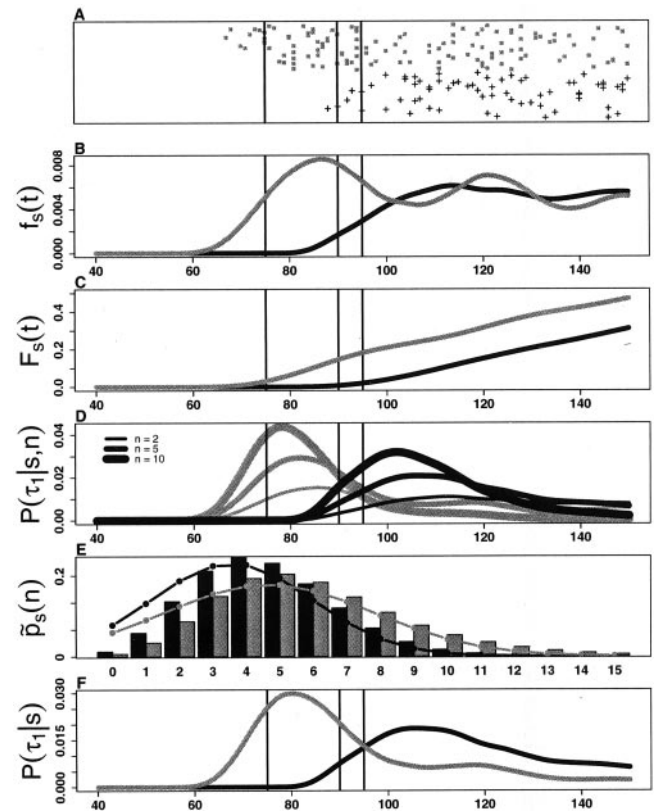 A
B
f_s(t)
0.000 0.004 0.008
40 60 80 100 120 140
C
F_s(t)
0.0 0.2 0.4
40 60 80 100 120 140
D
P(τ₁|s,n)
0.00 0.02 0.04
n = 2
n = 5
n = 10
40 60 80 100 120 140
E
p̃_s(n)
0 0.2
0 1 2 3 4 5 6 7 8 9 10 11 12 13 14 15
F
P(τ₁|s)
0.000 0.015 0.030
40 60 80 100 120 140